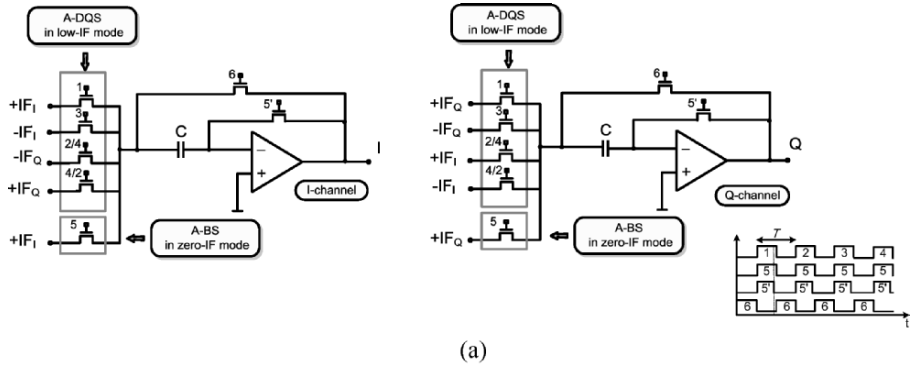 A-DQS
in low-IF mode
6
1
5'
+IF_I
3
-IF_I
2/4
C
-IF_Q
4/2
+IF_Q
−
+
I
I-channel
5
+IF_I
A-BS
in zero-IF mode
A-DQS
in low-IF mode
6
1
5'
+IF_Q
3
-IF_Q
2/4
C
+IF_I
4/2
-IF_I
−
+
Q
Q-channel
5
+IF_Q
A-BS
in zero-IF mode
T
1 2 3 4
5 5 5 5
5' 5' 5' 5'
6 6 6 6
t
(a)